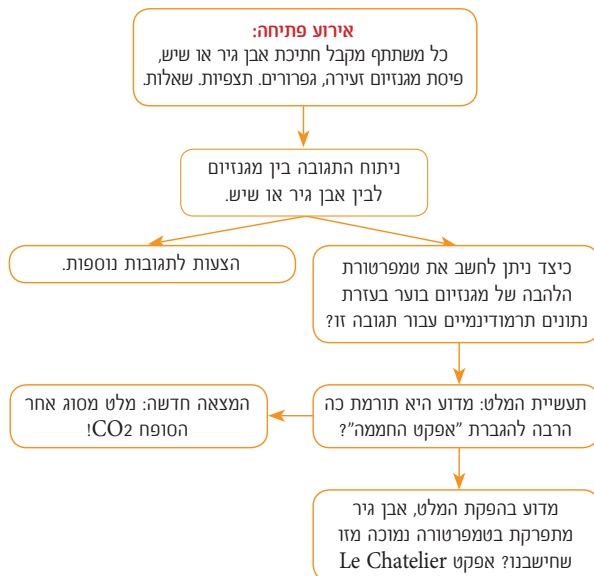 אירוע פתיחה:
כל משתתף מקבל חתיכת אבן גיר או שיש,
פיסת מגנזיום זעירה, גפרורים. תצפיות. שאלות.
ניתוח התגובה בין מגנזיום
לבין אבן גיר או שיש.
כיצד ניתן לחשב את טמפרטורת
הלהבה של מגנזיום בוער בעזרת
נתונים תרמודינמיים עבור תגובה זו?
הצעות לתגובות נוספות.
תעשיית המלט: מדוע היא תורמת כה
הרבה להגברת "אפקט החממה"?
המצאה חדשה: מלט מסוג אחר
הסופח CO2!
מדוע בהפקת המלט, אבן גיר
מתפרקת בטמפרטורה נמוכה מזו
שחישבנו? אפקט Le Chatelier